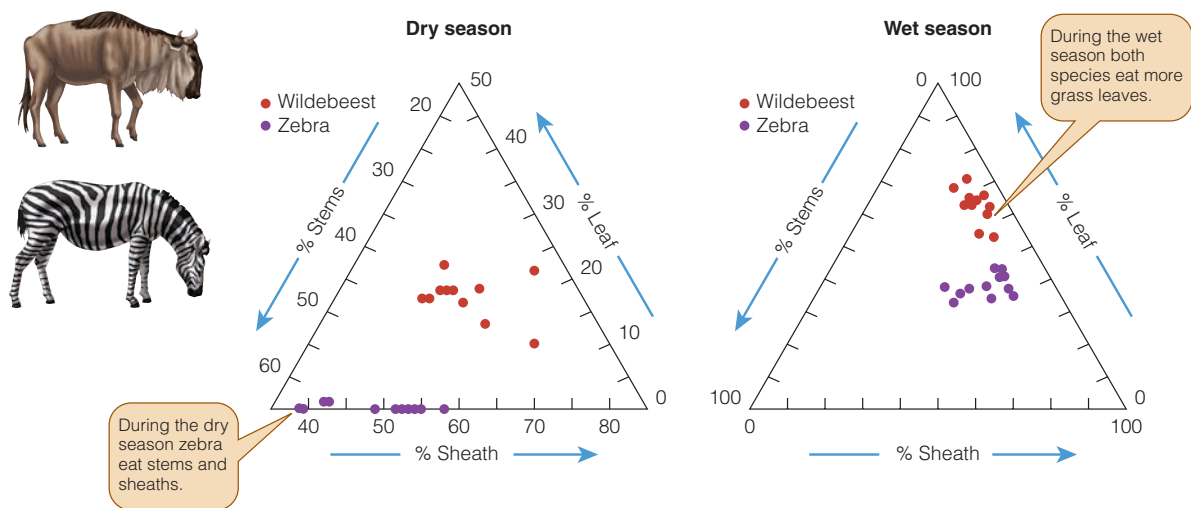 Dry season
Wildebeest
Zebra
50
20
30
40
50
60
% Stems
40
30
20
10
0
% Leaf
40
50
60
70
80
% Sheath
During the dry
season zebra
eat stems and
sheaths.
Wet season
Wildebeest
Zebra
0
100
% Stems
100
% Leaf
0
0
100
% Sheath
During the wet
season both
species eat more
grass leaves.